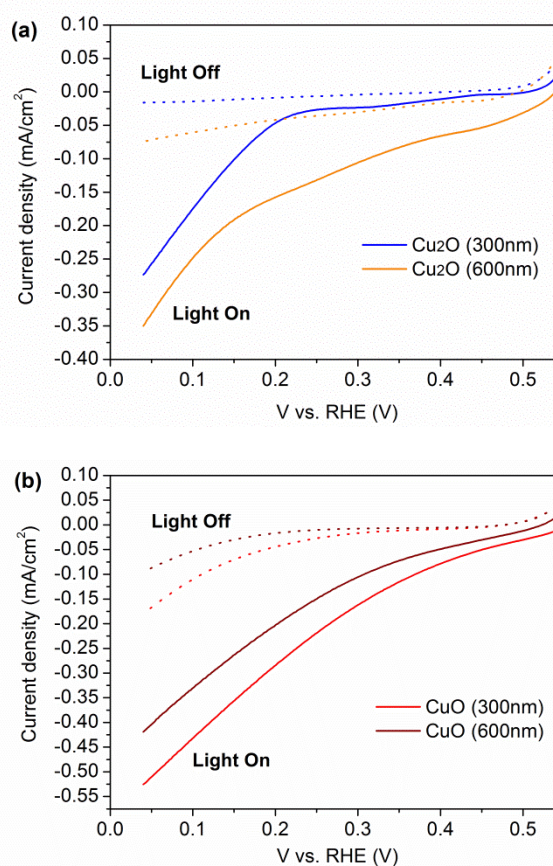 (a)
0.10
0.05
0.00
-0.05
-0.10
-0.15
-0.20
-0.25
-0.30
-0.35
-0.40
Current density (mA/cm²)
Light Off
Cu2O (300nm)
Cu2O (600nm)
Light On
0.0 0.1 0.2 0.3 0.4 0.5
V vs. RHE (V)
(b)
0.10
0.05
0.00
-0.05
-0.10
-0.15
-0.20
-0.25
-0.30
-0.35
-0.40
-0.45
-0.50
-0.55
Current density (mA/cm²)
Light Off
CuO (300nm)
CuO (600nm)
Light On
0.0 0.1 0.2 0.3 0.4 0.5
V vs. RHE (V)